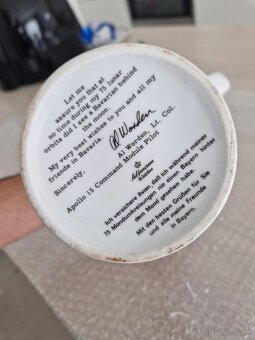 Let me
assure you that at
no time during my 75 lunar
orbits did I see a Bavarian behind
the moon.
My very best wishes to you and all my
friends in Bavaria.
Sincerely,
Al Worden
Al Worden, Lt. Col.
Apollo 15 Command Module Pilot
Ich versichere Ihnen, daß ich während meiner
75 Mondumkreisungen nie einen Bayern hinter
dem Mond gesehen habe.
Mit den besten Grüßen für Sie
und alle meine Freunde
in Bayern.